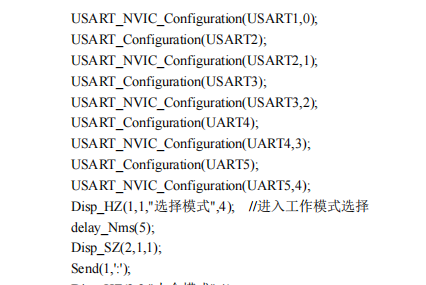 USART_NVIC_Configuration(USART1,0);
USART_Configuration(USART2);
USART_NVIC_Configuration(USART2,1);
USART_Configuration(USART3);
USART_NVIC_Configuration(USART3,2);
USART_Configuration(UART4);
USART_NVIC_Configuration(UART4,3);
USART_Configuration(UART5);
USART_NVIC_Configuration(UART5,4);
Disp_HZ(1,1,"选择模式",4); //进入工作模式选择
delay_Nms(5);
Disp_SZ(2,1,1);
Send(1,':');